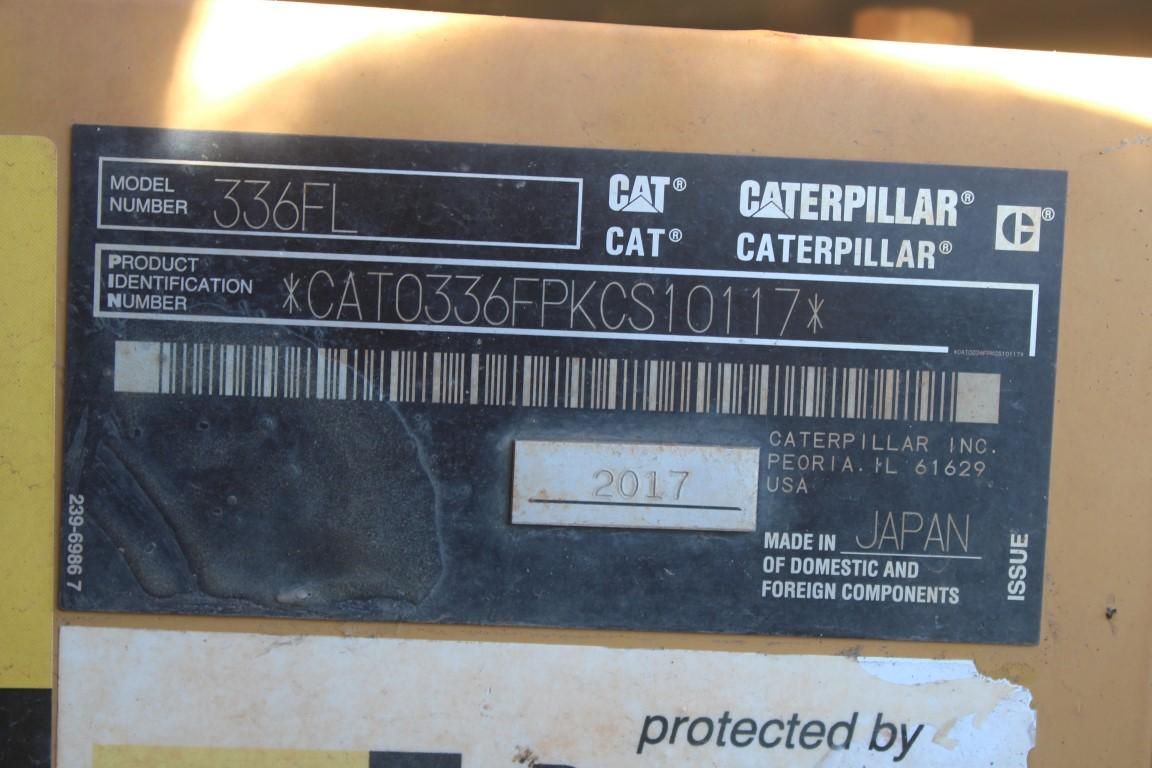 MODEL NUMBER 336FL
CAT® CATERPILLAR®
CAT® CATERPILLAR®
PRODUCT IDENTIFICATION NUMBER *CAT0336FPKCS10117*
*CAT0336FPKCS10117*
CATERPILLAR INC.
PEORIA. IL 61629
USA
2017
MADE IN JAPAN
OF DOMESTIC AND
FOREIGN COMPONENTS
ISSUE
239-6986 7
protected by